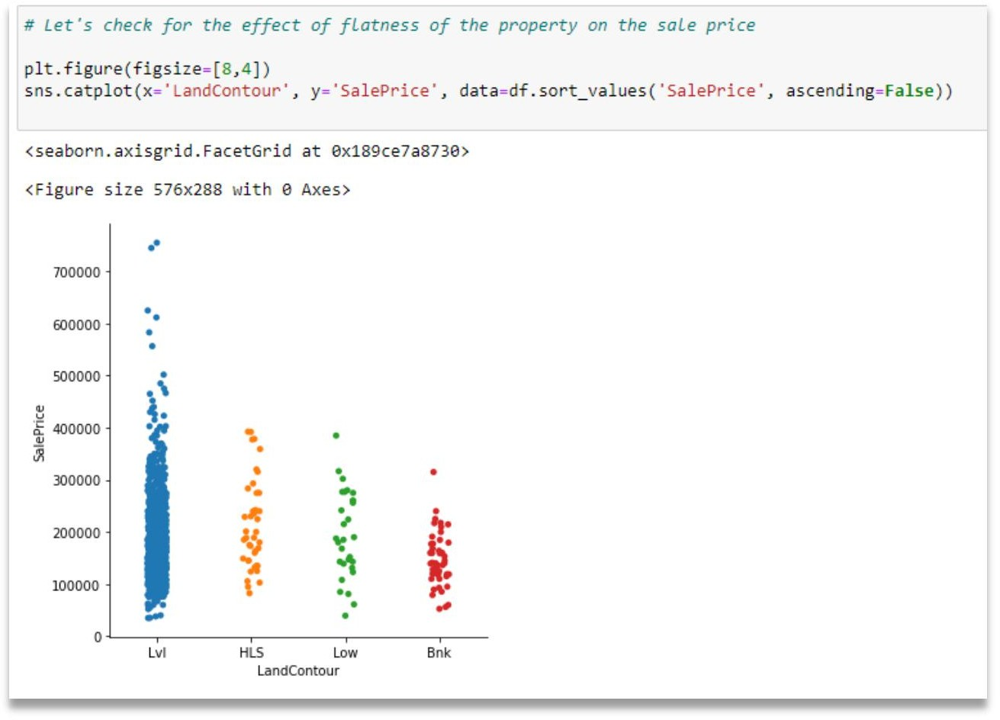 # Let's check for the effect of flatness of the property on the sale price
plt.figure(figsize=[8,4])
sns.catplot(x='LandContour', y='SalePrice', data=df.sort_values('SalePrice', ascending=False))
<seaborn.axisgrid.FacetGrid at 0x189ce7a8730>
<Figure size 576x288 with 0 Axes>
700000
600000
500000
400000
300000
200000
100000
0
SalePrice
Lvl HLS Low Bnk
LandContour